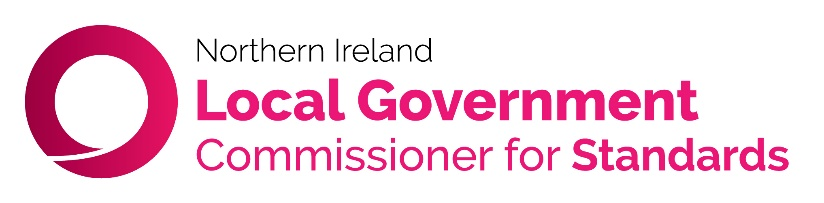 Northern Ireland
Local Government
Commissioner for Standards